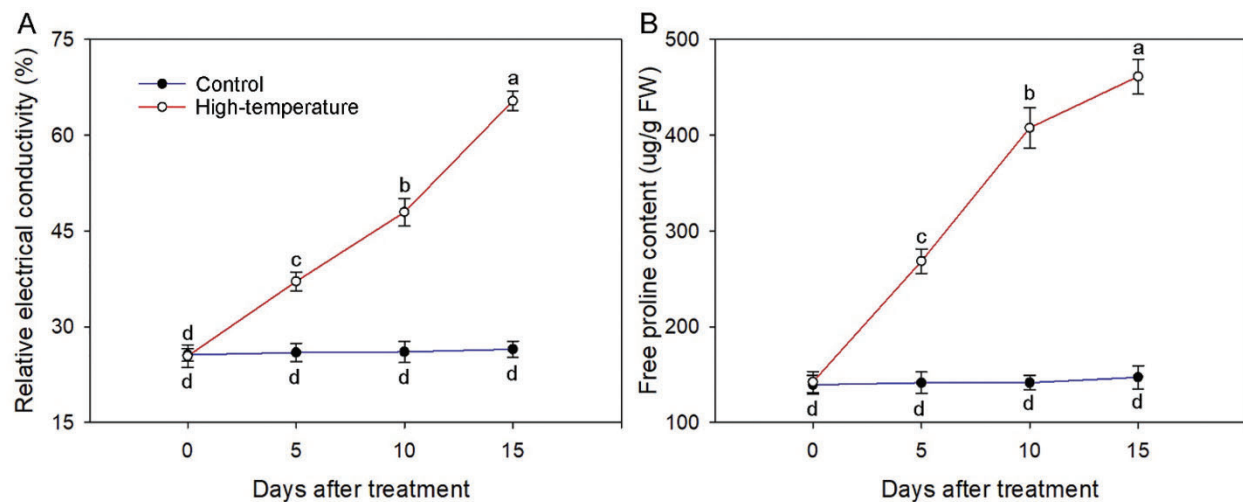 A
Relative electrical conductivity (%)
75
60
45
30
15
Control
High-temperature
d
c
b
a
d
d
d
d
0
5
10
15
Days after treatment
B
Free proline content (ug/g FW)
500
400
300
200
100
c
b
a
d
d
d
d
0
5
10
15
Days after treatment